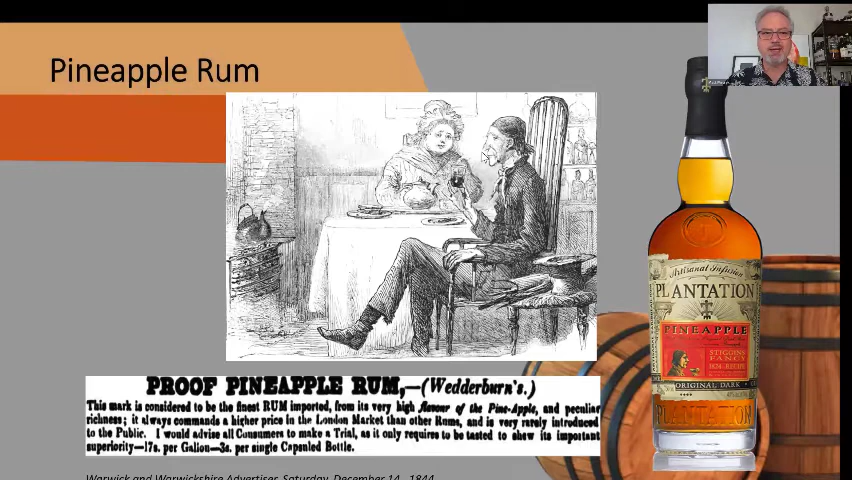 Pineapple Rum
Artisanal Infusion
PLANTATION
PINEAPPLE
STIGGINS'
FANCY
1824 RECIPE
ORIGINAL DARK
PLANTATION
PROOF PINEAPPLE RUM,—(Wedderburn's.)
This mark is considered to be the finest RUM imported, from its very high flavour of the Pine-Apple, and peculiar
richness; it always commands a higher price in the London Market than other Rums, and is very rarely introduced
to the Public. I would advise all Consumers to make a Trial, as it only requires to be tasted to shew its important
superiority—17s. per Gallon—3s. per single Capsuled Bottle.
Warwick and Warwickshire Advertiser, Saturday, December 14, 1844